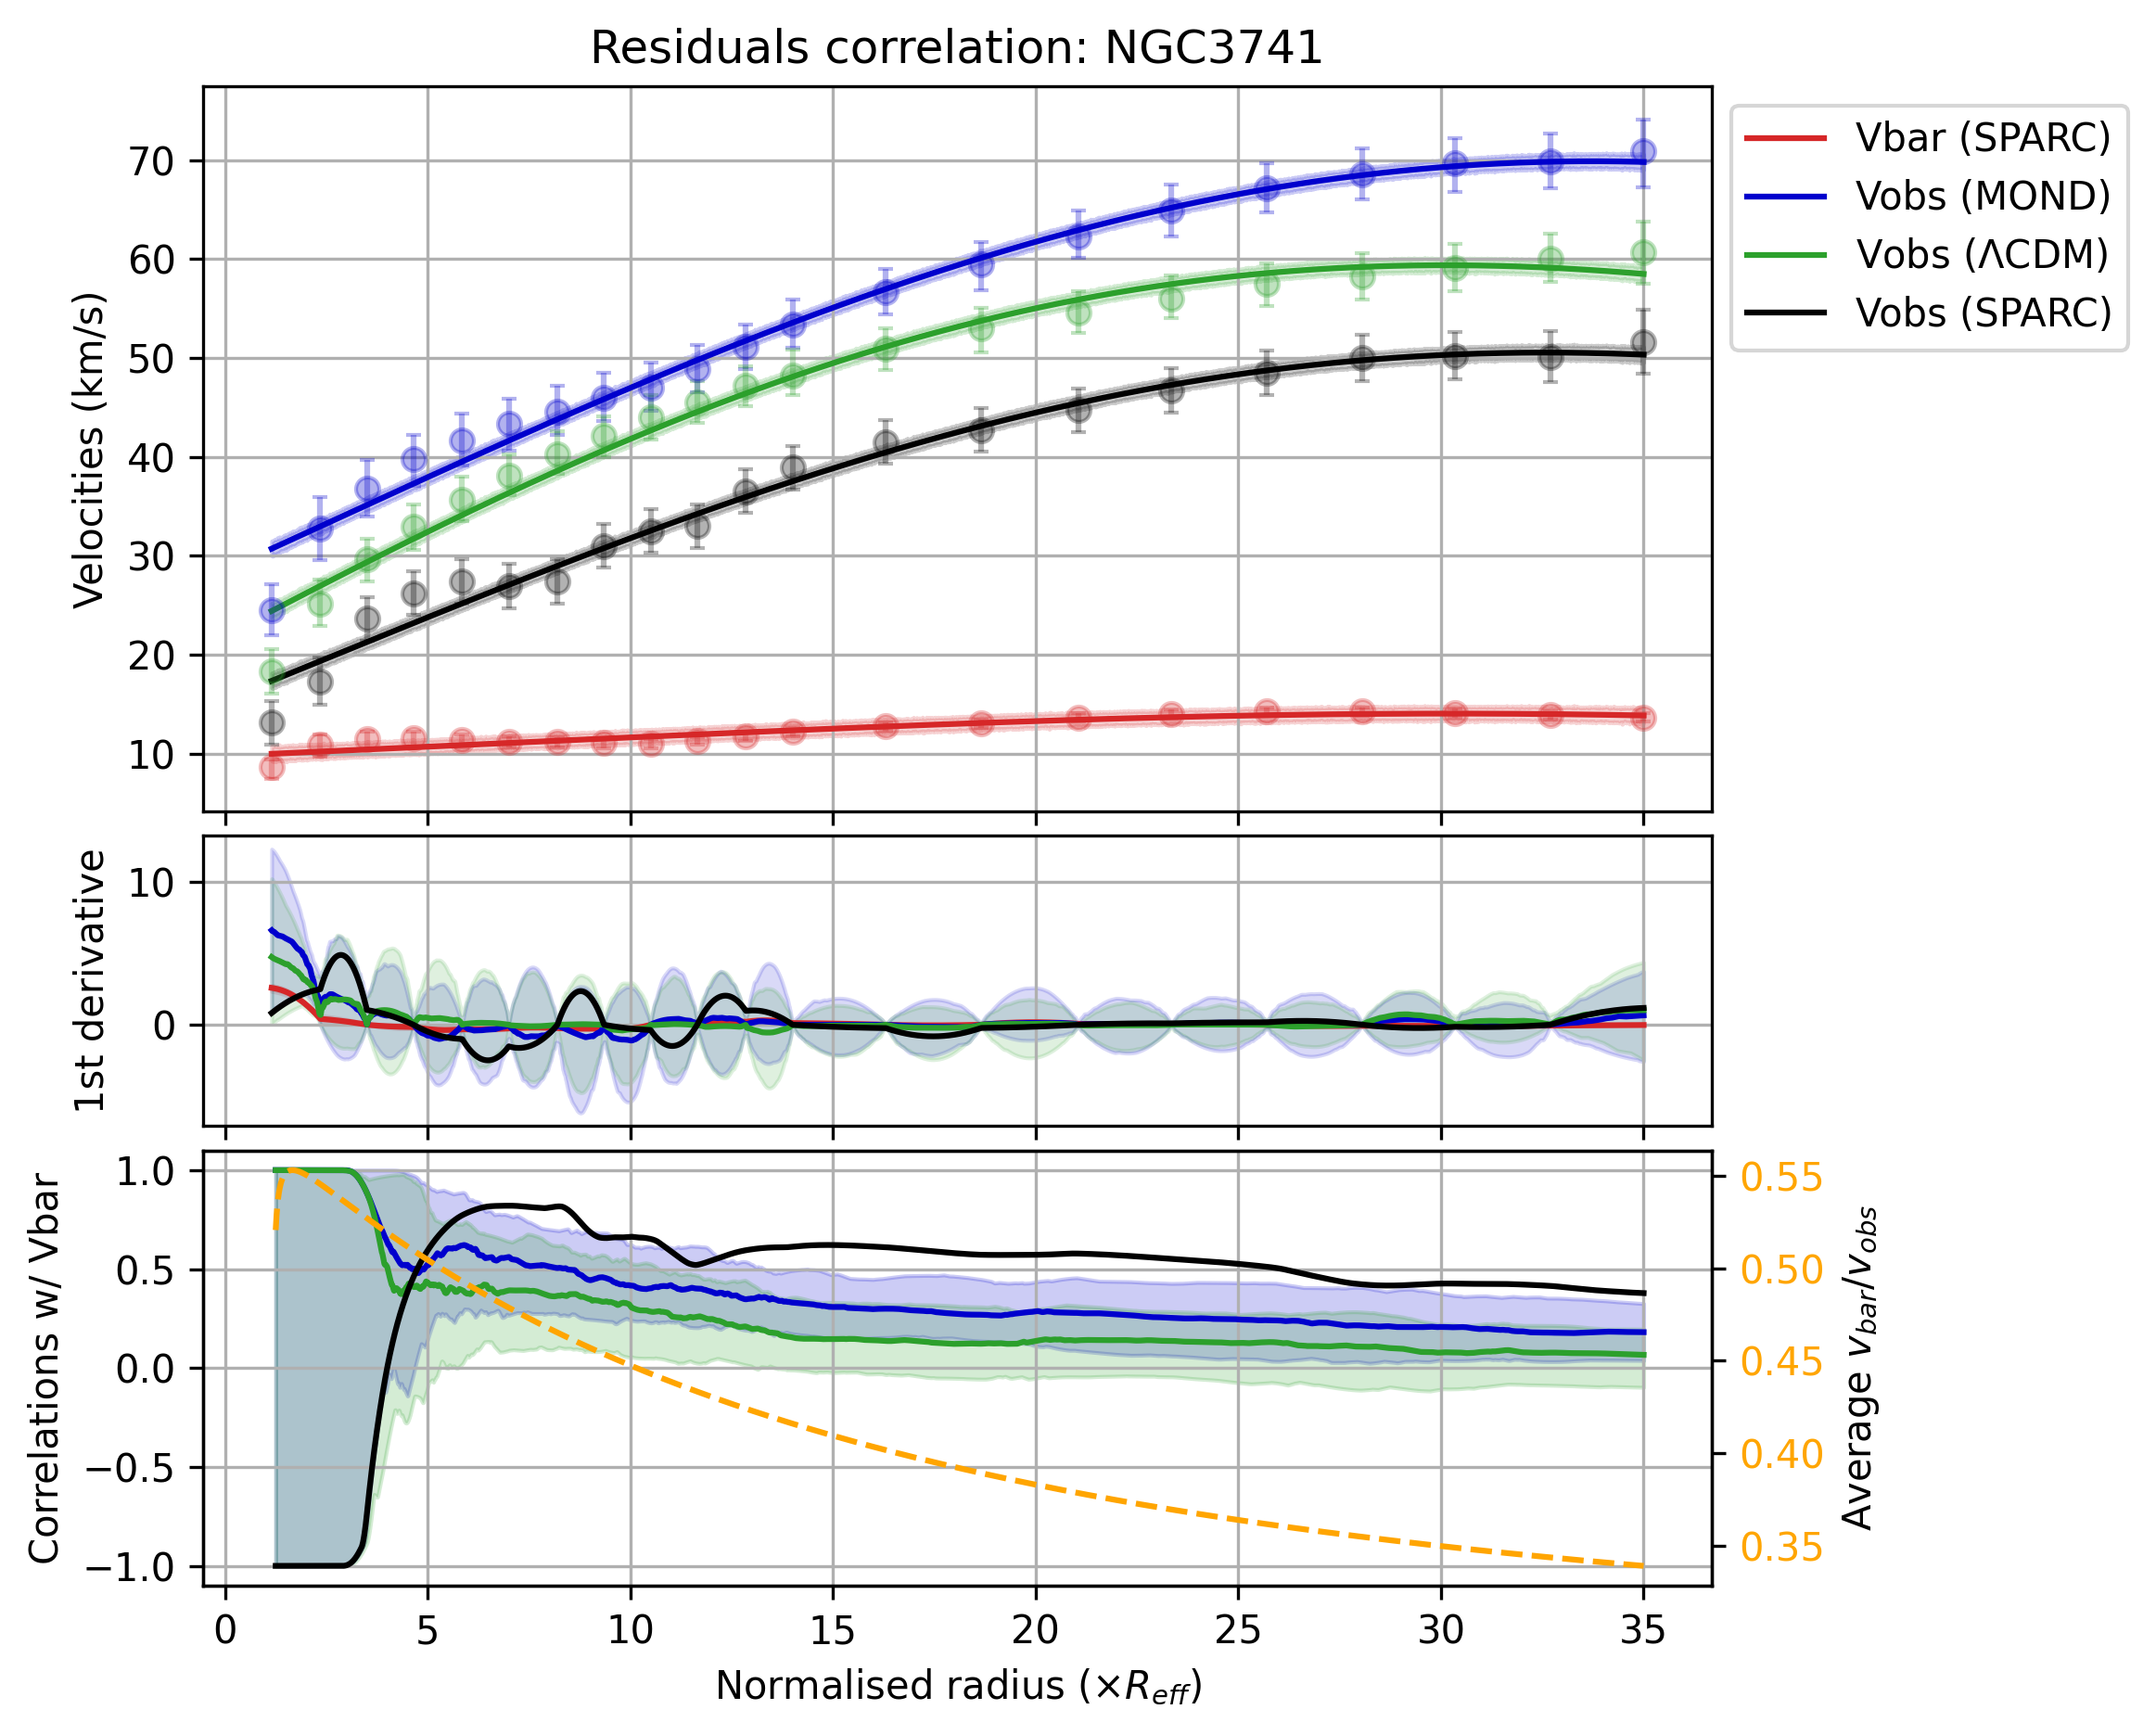 Residuals correlation: NGC3741
Velocities (km/s)
70
60
50
40
30
20
10
Vbar (SPARC)
Vobs (MOND)
Vobs (ΛCDM)
Vobs (SPARC)
1st derivative
10
0
Correlations w/ Vbar
1.0
0.5
0.0
−0.5
−1.0
0.55
0.50
0.45
0.40
0.35
Average v_bar/v_obs
0 5 10 15 20 25 30 35
Normalised radius (×R_eff)